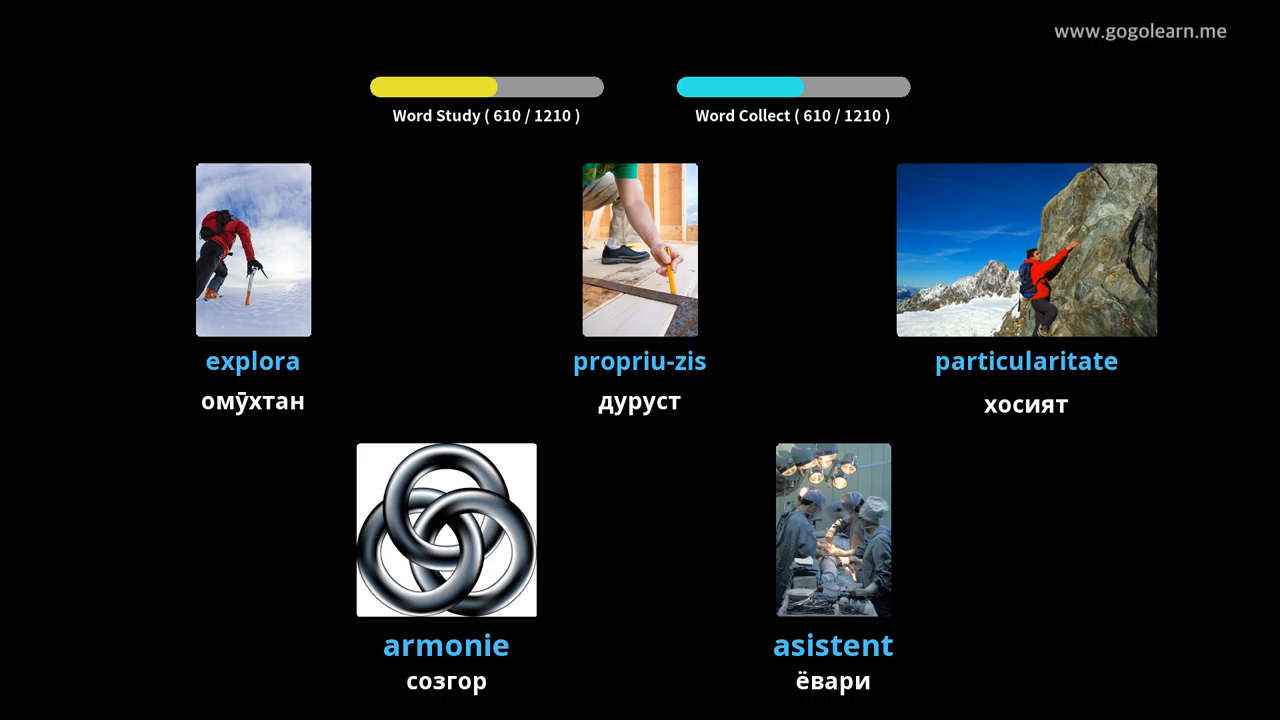 www.gogolearn.me
Word Study ( 610 / 1210 )
Word Collect ( 610 / 1210 )
explora
propriu-zis
particularitate
омӯхтан
дуруст
хосият
armonie
asistent
созгор
ёвари